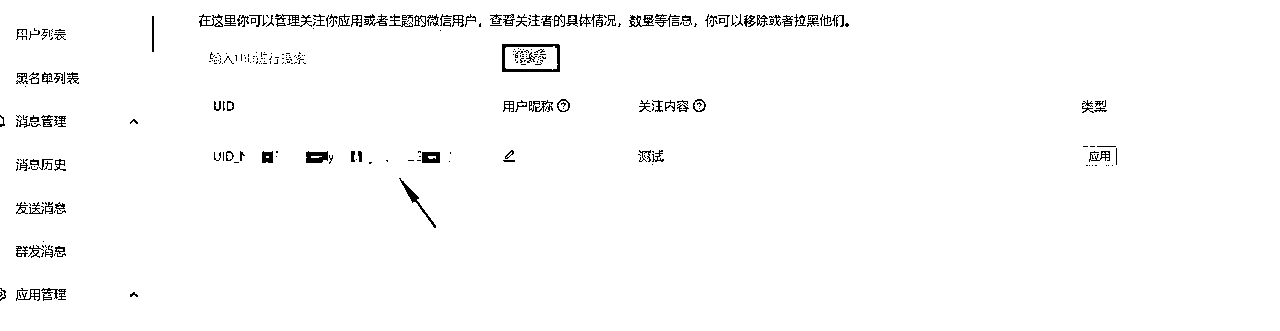 用户列表
黑名单列表
消息管理
消息历史
发送消息
群发消息
应用管理
在这里你可以管理关注你应用或者主题的微信用户，查看关注者的具体情况，数量等信息，你可以移除或者拉黑他们。
输入UID进行搜索
搜索
UID 用户昵称 关注内容 类型
UID_ 测试 应用